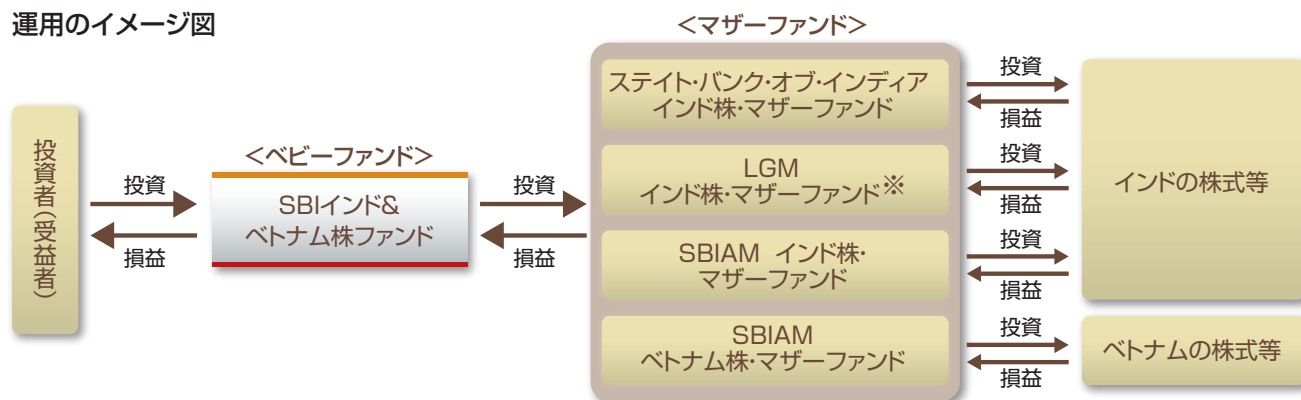 運用のイメージ図
投資者(受益者)
投資
損益
<ベビーファンド>
SBIインド&
ベトナム株ファンド
投資
損益
<マザーファンド>
ステイト・バンク・オブ・インディア
インド株・マザーファンド
LGM
インド株・マザーファンド※
SBIAM インド株・
マザーファンド
SBIAM
ベトナム株・マザーファンド
投資
損益
投資
損益
投資
損益
投資
損益
インドの株式等
ベトナムの株式等